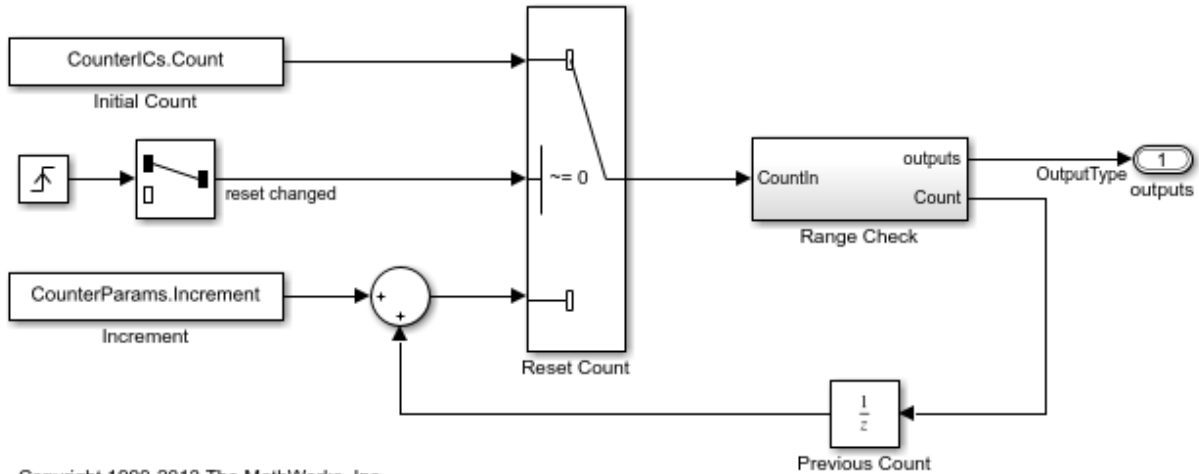 CounterICs.Count
Initial Count
reset changed
~= 0
CounterParams.Increment
Increment
+
+
Reset Count
CountIn
outputs
Count
Range Check
OutputType
1
outputs
1
z
Previous Count